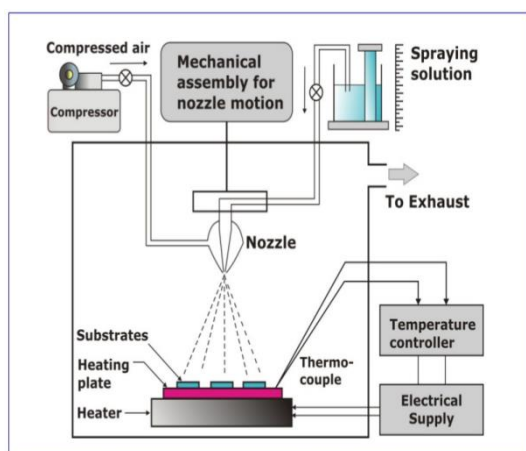 Compressed air
Compressor
Mechanical
assembly for
nozzle motion
Spraying
solution
To Exhaust
Nozzle
Substrates
Heating
plate
Heater
Thermo-
couple
Temperature
controller
Electrical
Supply